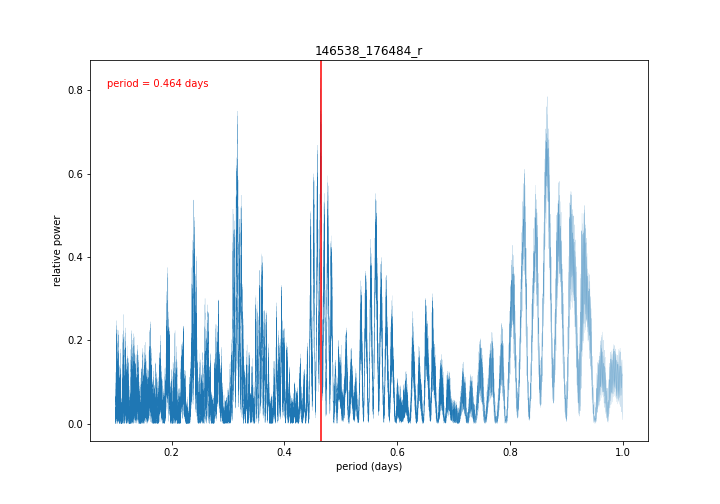 146538_176484_r
period = 0.464 days
relative power
0.8
0.6
0.4
0.2
0.0
0.2 0.4 0.6 0.8 1.0
period (days)